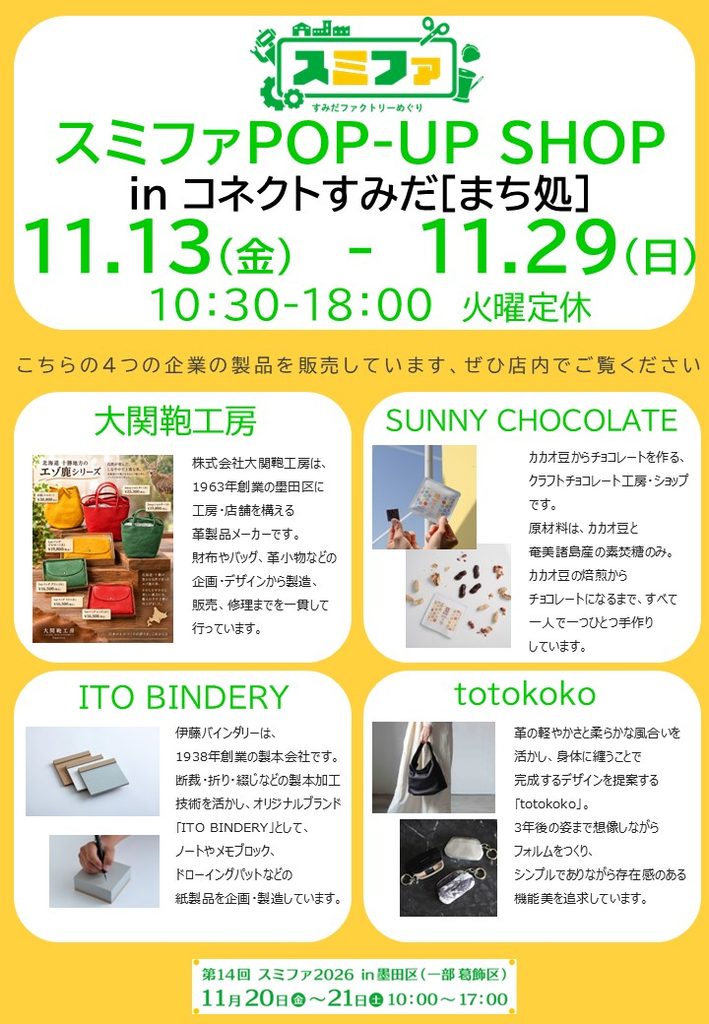 スミファ
すみだファクトリーめぐり
スミファPOP-UP SHOP
in コネクトすみだ[まち処]
11.13(金) - 11.29(日)
10:30-18:00 火曜定休
こちらの4つの企業の製品を販売しています、ぜひ店内でご覧ください
大関鞄工房
北海道 十勝地方の
エゾ鹿シリーズ
大関鞄工房
株式会社大関鞄工房は、
1963年創業の墨田区に
工房・店舗を構える
革製品メーカーです。
財布やバッグ、革小物などの
企画・デザインから製造、
販売、修理までを一貫して
行っています。
SUNNY CHOCOLATE
カカオ豆からチョコレートを作る、
クラフトチョコレート工房・ショップ
です。
原材料は、カカオ豆と
奄美諸島産の素焚糖のみ。
カカオ豆の焙煎から
チョコレートになるまで、すべて
一人で一つひとつ手作り
しています。
ITO BINDERY
伊藤バインダリーは、
1938年創業の製本会社です。
断裁・折り・綴じなどの製本加工
技術を活かし、オリジナルブランド
「ITO BINDERY」として、
ノートやメモブロック、
ドローイングパットなどの
紙製品を企画・製造しています。
totokoko
革の軽やかさと柔らかな風合いを
活かし、身体に纏うことで
完成するデザインを提案する
「totokoko」。
3年後の姿まで想像しながら
フォルムをつくり、
シンプルでありながら存在感のある
機能美を追求しています。
第14回 スミファ2026 in墨田区(一部 葛飾区)
11月20日金～21日土 10:00～17:00